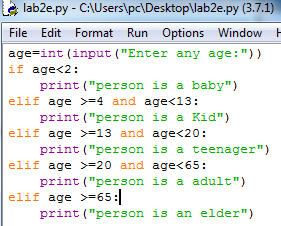 lab2e.py - C:\Users\pc\Desktop\lab2e.py (3.7.1)
File Edit Format Run Options Window
age=int(input("Enter any age:"))
if age<2:
print("person is a baby")
elif age >=4 and age<13:
print("person is a Kid")
elif age >=13 and age<20:
print("person is a teenager")
elif age >=20 and age<65:
print("person is a adult")
elif age >=65:
print("person is an elder")